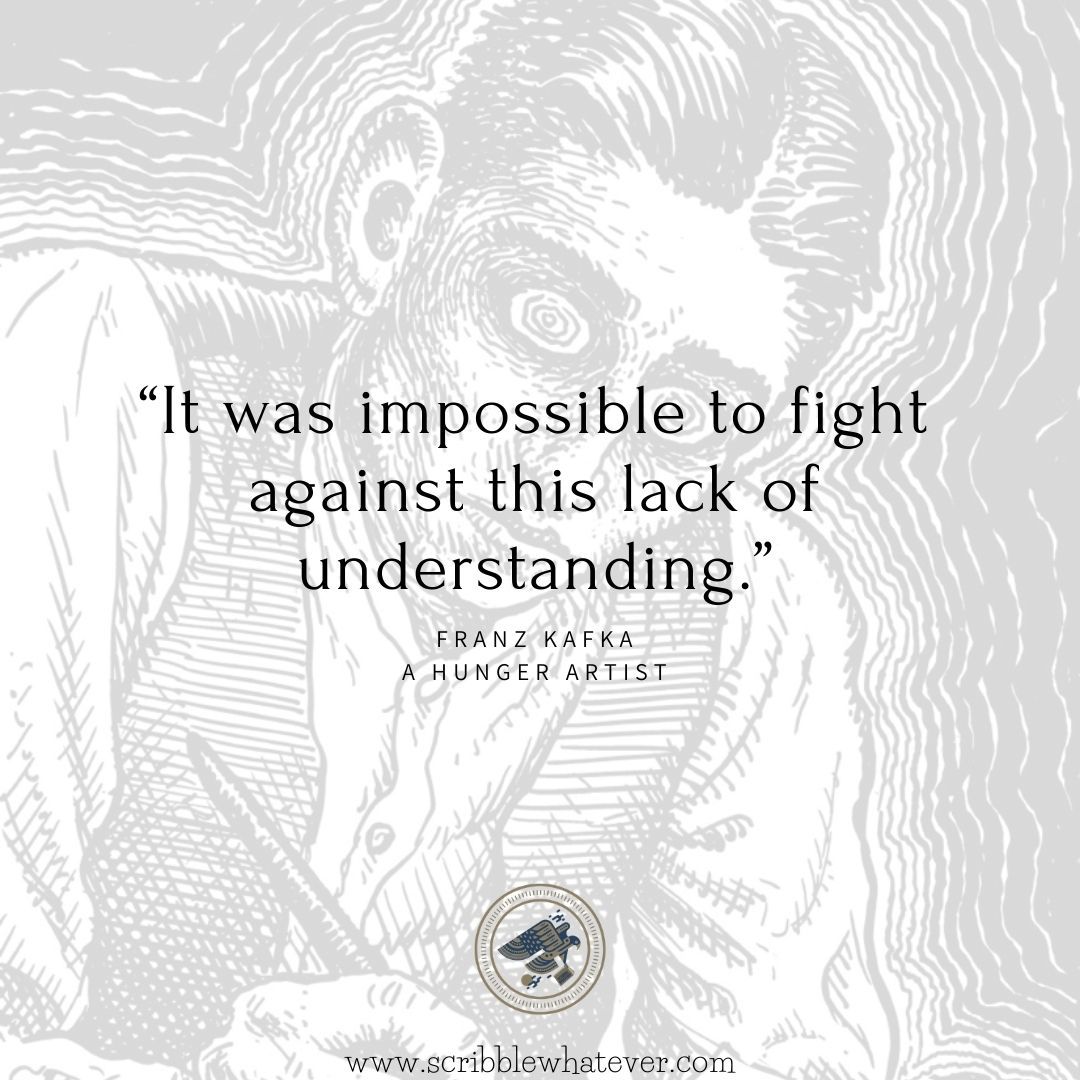 “It was impossible to fight
against this lack of
understanding.”
FRANZ KAFKA
A HUNGER ARTIST
www.scribblewhatever.com